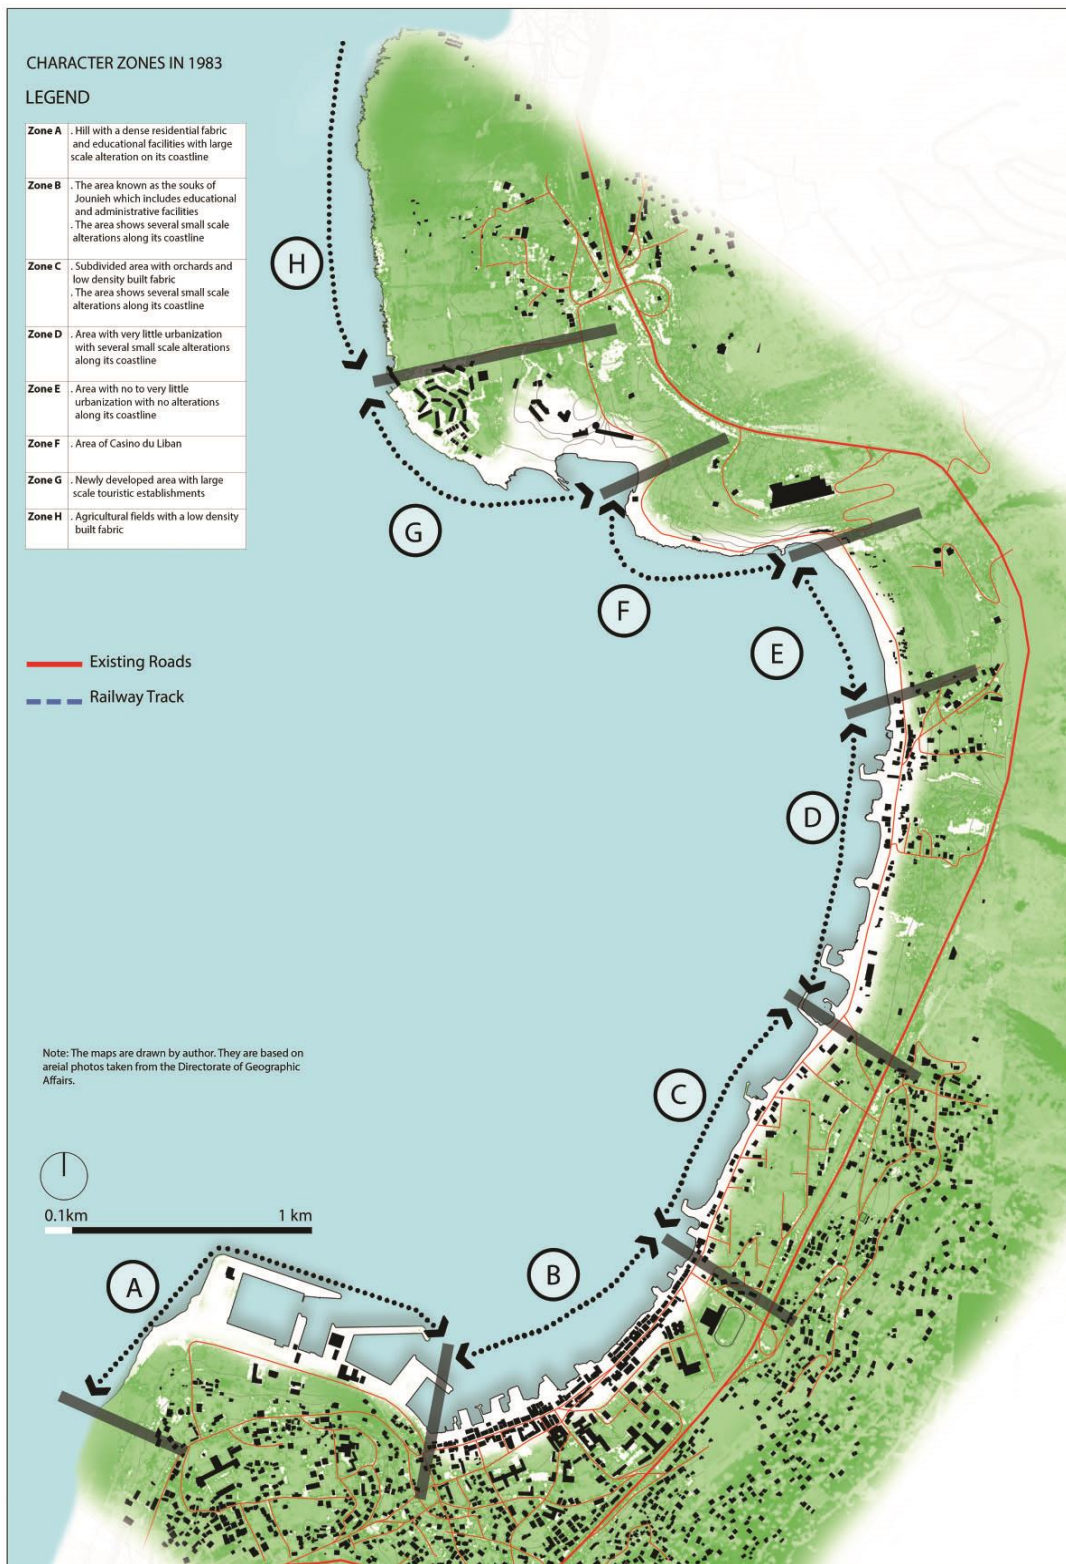 CHARACTER ZONES IN 1983
LEGEND
Zone A . Hill with a dense residential fabric
and educational facilities with large
scale alteration on its coastline
Zone B . The area known as the souks of
Jounieh which includes educational
and administrative facilities
. The area shows several small scale
alterations along its coastline
Zone C . Subdivided area with orchards and
low density built fabric
. The area shows several small scale
alterations along its coastline
Zone D . Area with very little urbanization
with several small scale alterations
along its coastline
Zone E . Area with no to very little
urbanization with no alterations
along its coastline
Zone F . Area of Casino du Liban
Zone G . Newly developed area with large
scale touristic establishments
Zone H . Agricultural fields with a low density
built fabric
Existing Roads
Railway Track
H
G
F
E
D
C
B
A
Note: The maps are drawn by author. They are based on
areial photos taken from the Directorate of Geographic
Affairs.
0.1km 1 km